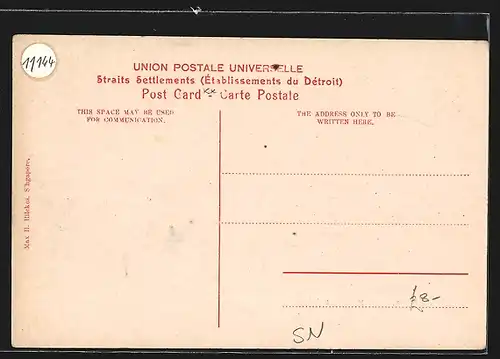 11144
UNION POSTALE UNIVERSELLE
Straits Settlements (Établissements du Détroit)
Post Card - Carte Postale
THIS SPACE MAY BE USED
FOR COMMUNICATION.
THE ADDRESS ONLY TO BE
WRITTEN HERE.
Max H. Hilckes, Singapore.
£8-
SN